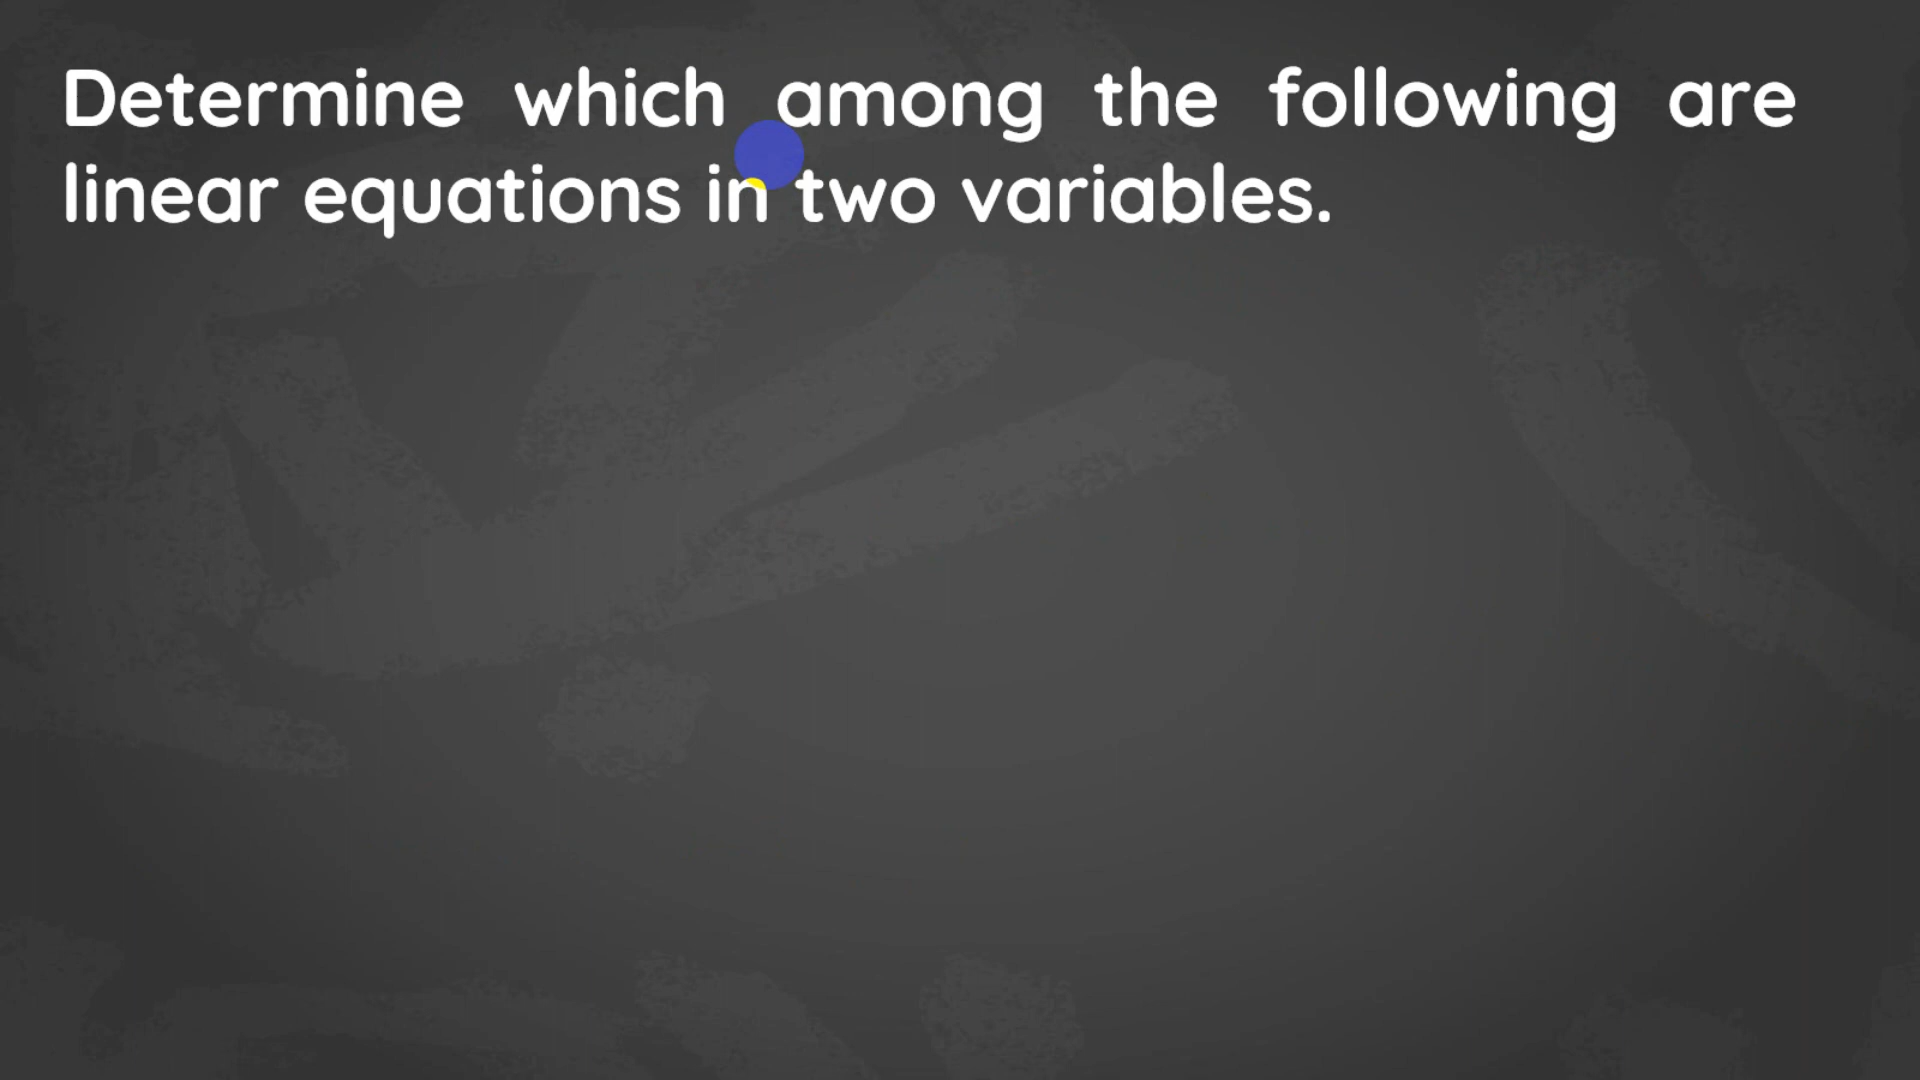 Determine which among the following are
linear equations in two variables.